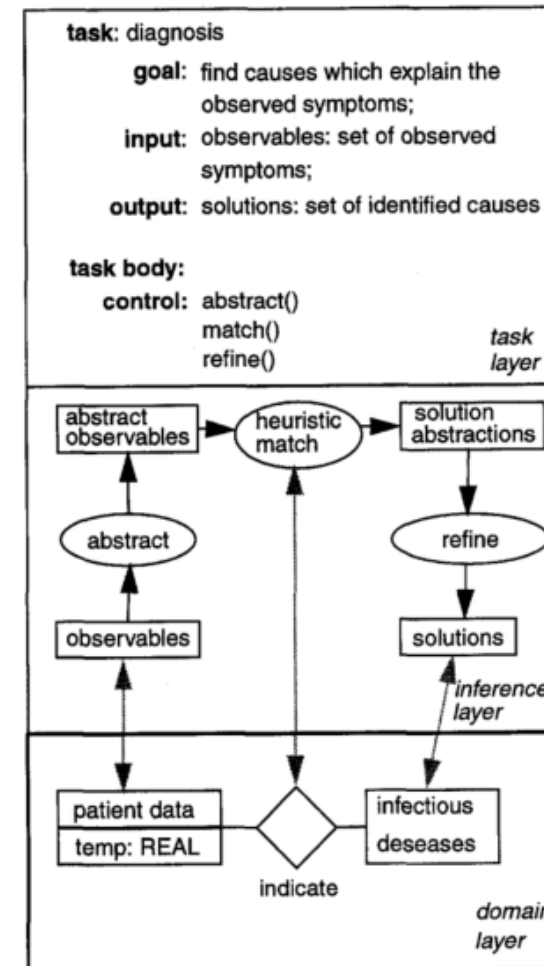 task: diagnosis
goal: find causes which explain the
observed symptoms;
input: observables: set of observed
symptoms;
output: solutions: set of identified causes
task body:
control: abstract()
match()
refine()
task
layer
abstract
observables
heuristic
match
solution
abstractions
abstract
refine
observables
solutions
inference
layer
patient data
temp: REAL
indicate
infectious
deseases
domain
layer